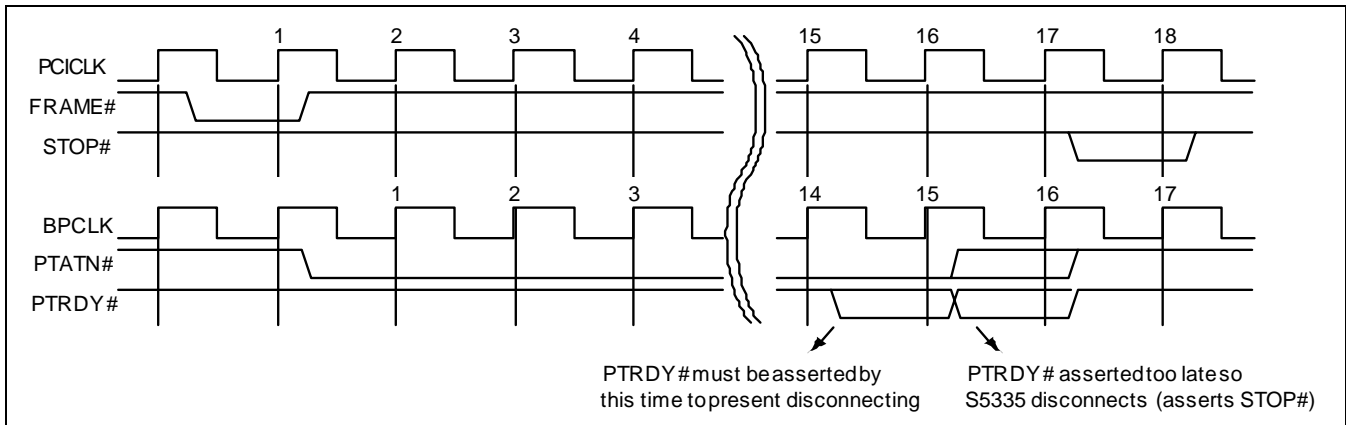 1 2 3 4 15 16 17 18
PCICLK
FRAME#
STOP#
1 2 3 14 15 16 17
BPCLK
PTATN#
PTRDY#
PTRDY# must be asserted by
this time to present disconnecting
PTRDY# asserted too late so
S5335 disconnects (asserts STOP#)